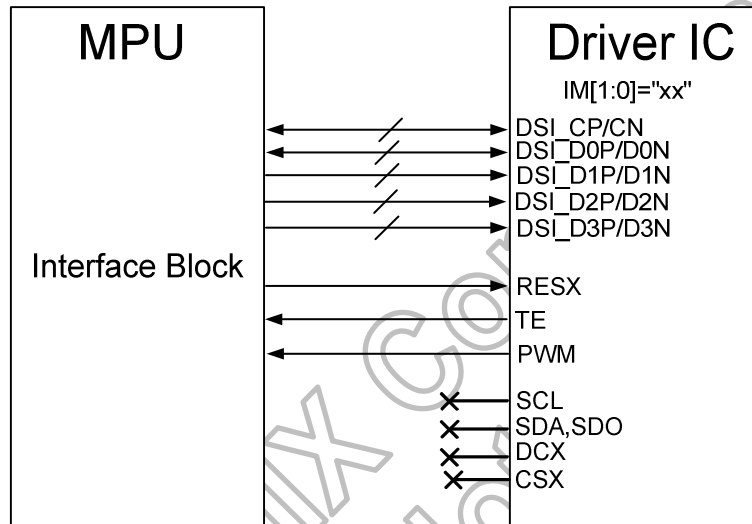 MPU
Driver IC
IM[1:0]="xx"
DSI_CP/CN
DSI_D0P/D0N
DSI_D1P/D1N
DSI_D2P/D2N
DSI_D3P/D3N
Interface Block
RESX
TE
PWM
SCL
SDA,SDO
DCX
CSX